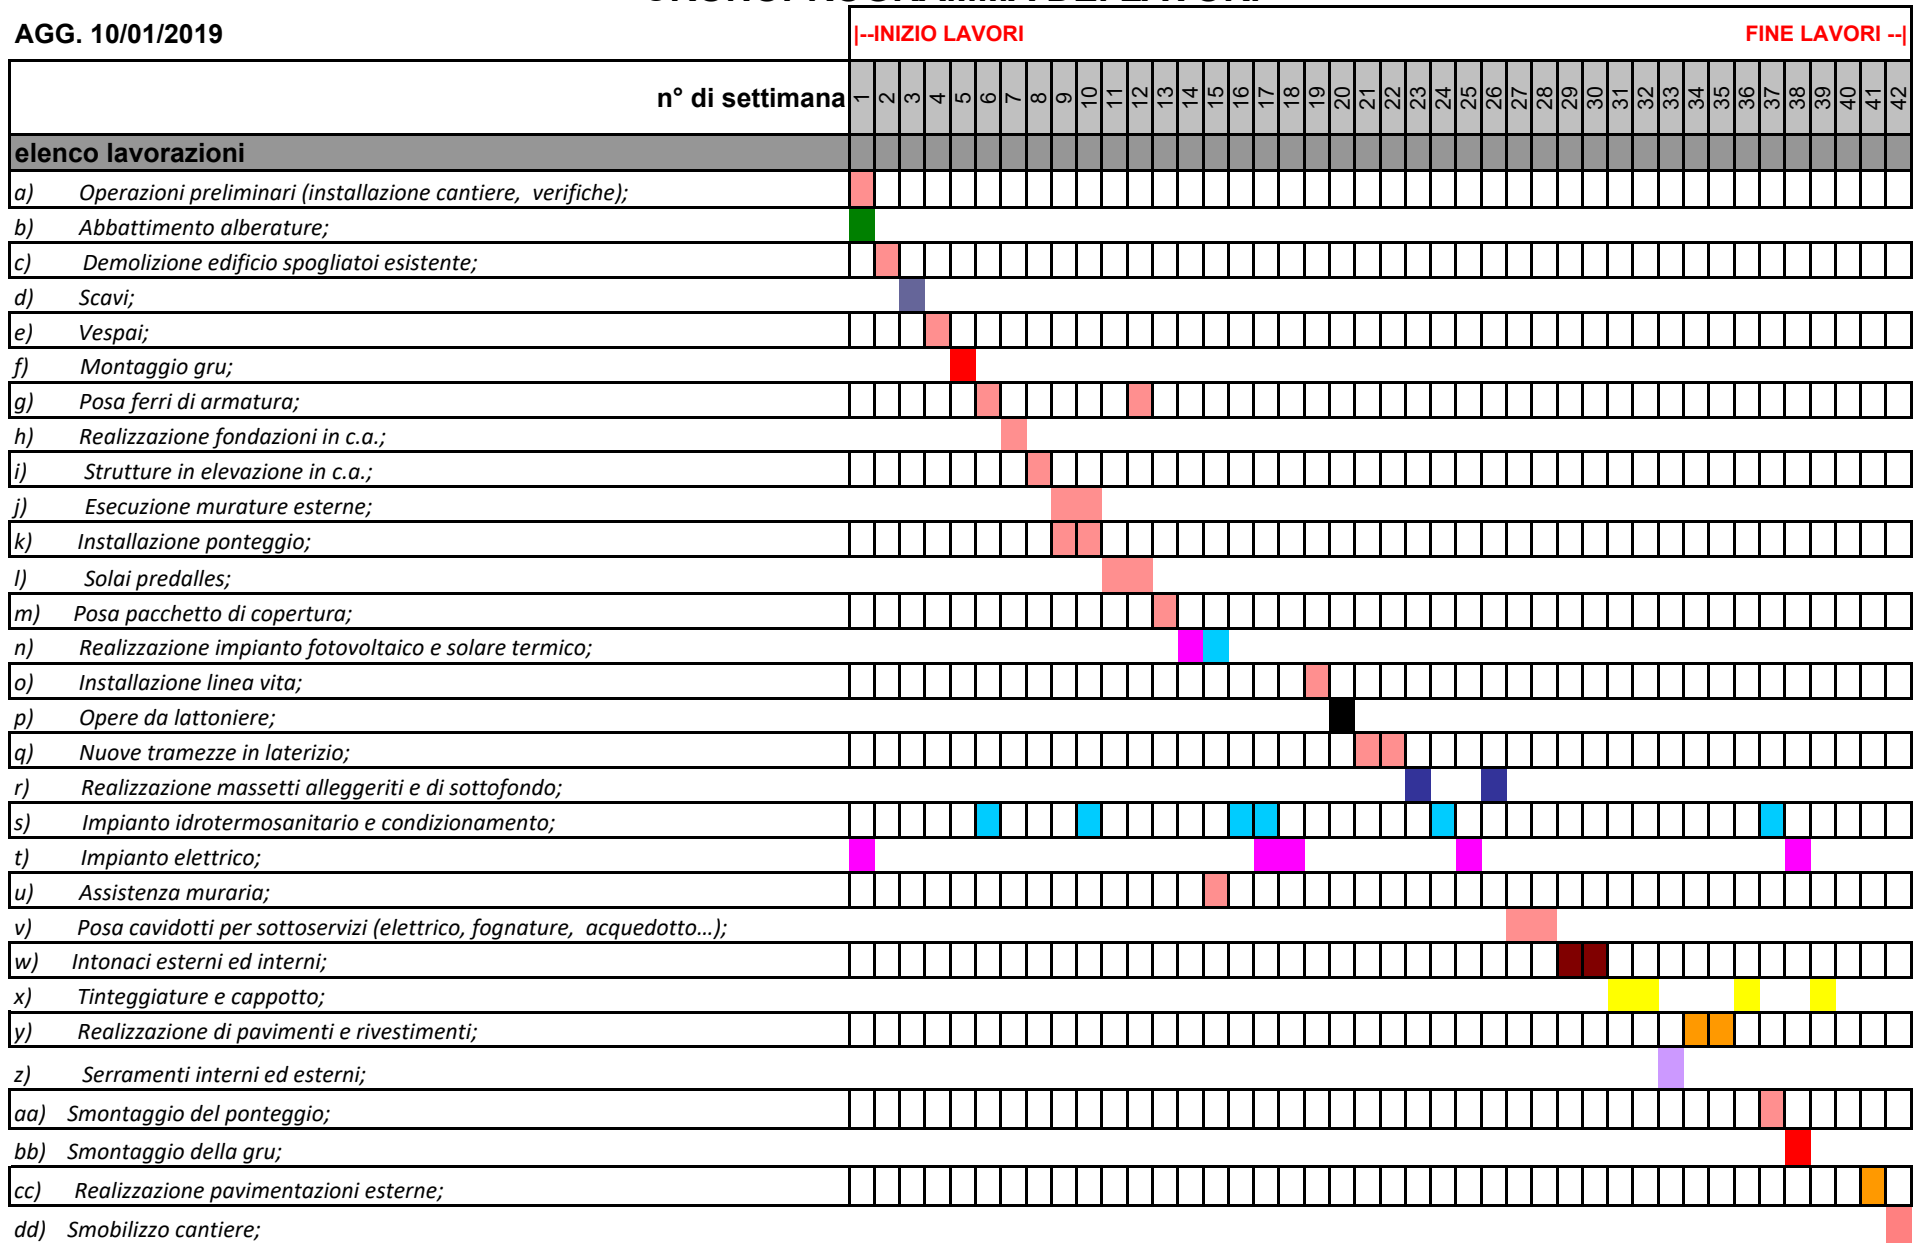 AGG. 10/01/2019
|--INIZIO LAVORI
FINE LAVORI --|
n° di settimana 1 2 3 4 5 6 7 8 9 10 11 12 13 14 15 16 17 18 19 20 21 22 23 24 25 26 27 28 29 30 31 32 33 34 35 36 37 38 39 40 41 42
elenco lavorazioni
a) Operazioni preliminari (installazione cantiere, verifiche);
b) Abbattimento alberature;
c) Demolizione edificio spogliatoi esistente;
d) Scavi;
e) Vespai;
f) Montaggio gru;
g) Posa ferri di armatura;
h) Realizzazione fondazioni in c.a.;
i) Strutture in elevazione in c.a.;
j) Esecuzione murature esterne;
k) Installazione ponteggio;
l) Solai predalles;
m) Posa pacchetto di copertura;
n) Realizzazione impianto fotovoltaico e solare termico;
o) Installazione linea vita;
p) Opere da lattoniere;
q) Nuove tramezze in laterizio;
r) Realizzazione massetti alleggeriti e di sottofondo;
s) Impianto idrotermosanitario e condizionamento;
t) Impianto elettrico;
u) Assistenza muraria;
v) Posa cavidotti per sottoservizi (elettrico, fognature, acquedotto...);
w) Intonaci esterni ed interni;
x) Tinteggiature e cappotto;
y) Realizzazione di pavimenti e rivestimenti;
z) Serramenti interni ed esterni;
aa) Smontaggio del ponteggio;
bb) Smontaggio della gru;
cc) Realizzazione pavimentazioni esterne;
dd) Smobilizzo cantiere;